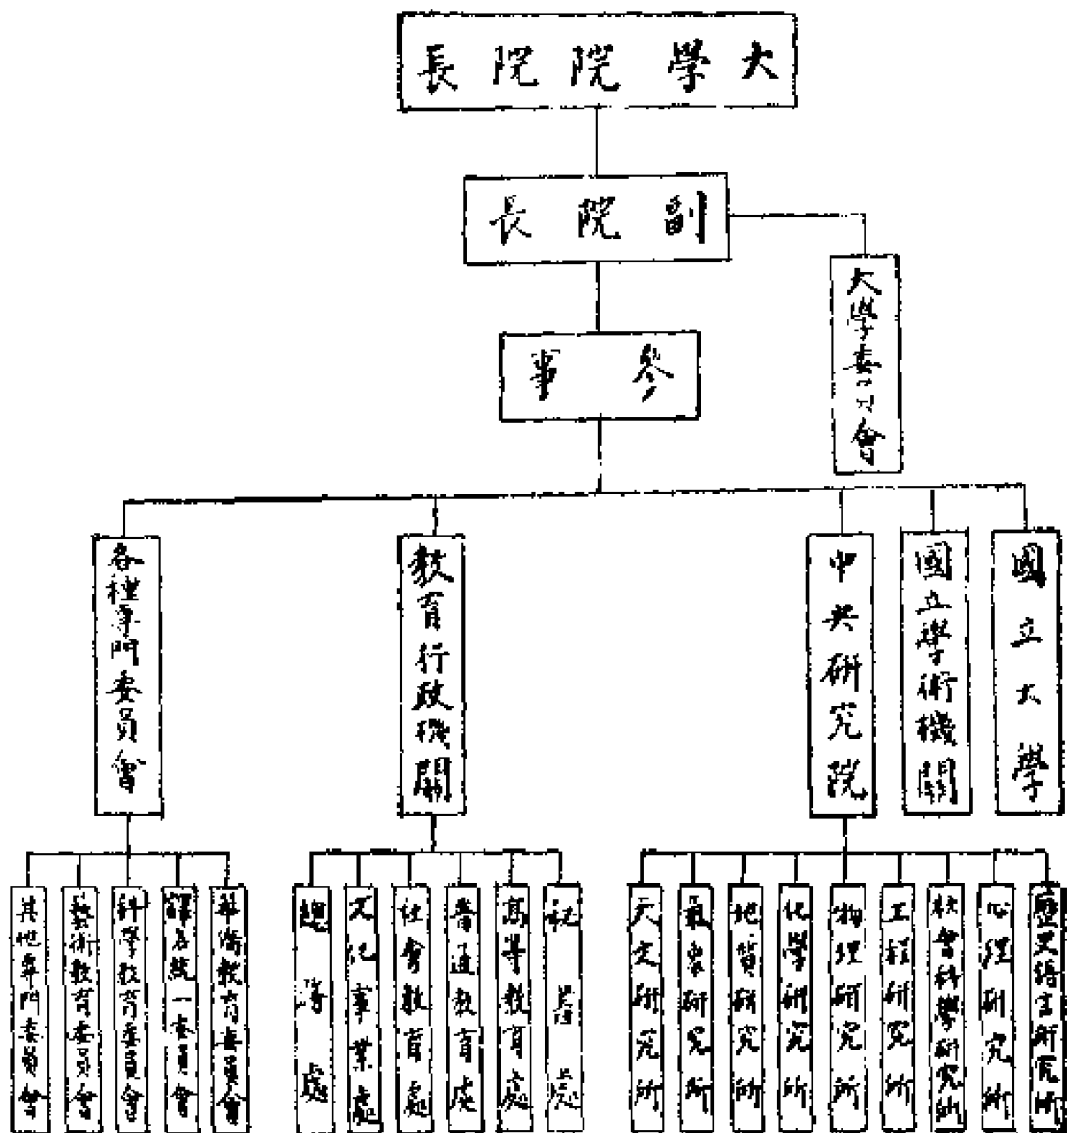 大學院院長
副院長
大學委員會
參事
國立大學
國立學術機關
中央研究院
教育行政機關
各種專門委員會
歷史語言研究所
心理研究所
社會科學研究所
工程研究所
物理研究所
化學研究所
地質研究所
氣象研究所
天文研究所
秘書處
高等教育處
普通教育處
社會教育處
文化事業處
總務處
華僑教育委員會
譯名統一委員會
科學教育委員會
藝術教育委員會
其他專門委員會